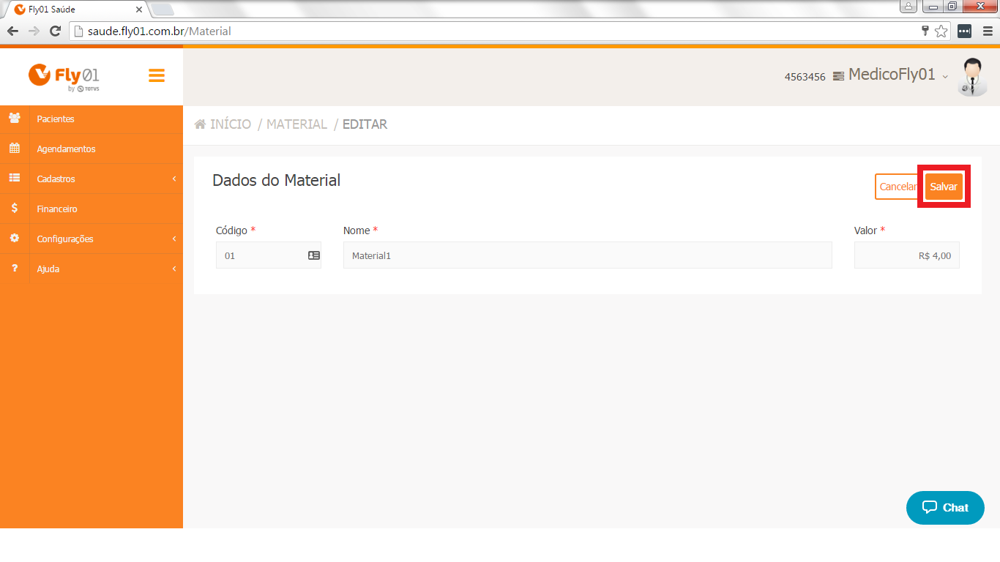 Fly01 Saúde
saude.fly01.com.br/Material
Fly01
by TOTVS
4563456 MedicoFly01
Pacientes
Agendamentos
Cadastros
Financeiro
Configurações
Ajuda
INÍCIO / MATERIAL / EDITAR
Dados do Material
Cancelar Salvar
Código * Nome * Valor *
01 Material1 R$ 4,00
Chat